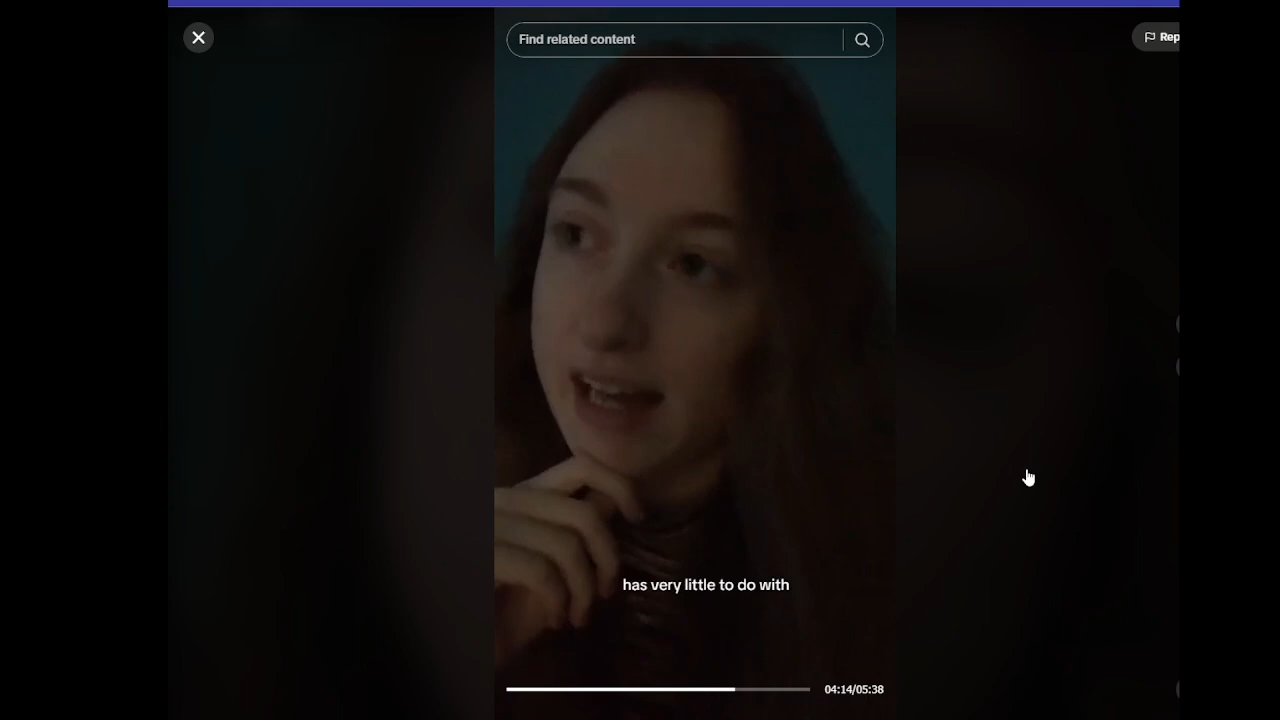 Find related content
Rep
has very little to do with
04:14/05:38